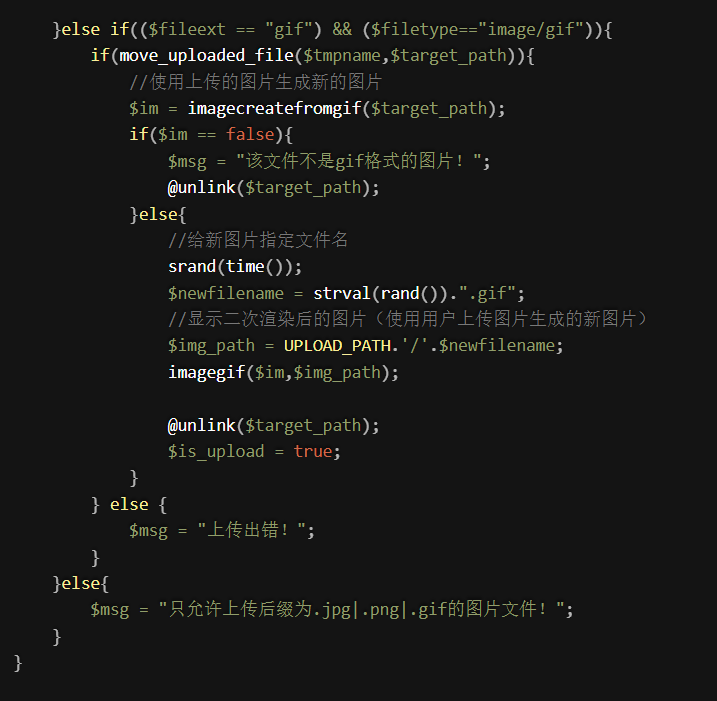 }else if(($fileext == "gif") && ($filetype=="image/gif")){
if(move_uploaded_file($tmpname,$target_path)){
//使用上传的图片生成新的图片
$im = imagecreatefromgif($target_path);
if($im == false){
$msg = "该文件不是gif格式的图片！";
@unlink($target_path);
}else{
//给新图片指定文件名
srand(time());
$newfilename = strval(rand()).".gif";
//显示二次渲染后的图片（使用用户上传图片生成的新图片）
$img_path = UPLOAD_PATH.'/'.$newfilename;
imagegif($im,$img_path);
@unlink($target_path);
$is_upload = true;
}
} else {
$msg = "上传出错！";
}
}else{
$msg = "只允许上传后缀为.jpg|.png|.gif的图片文件！";
}
}